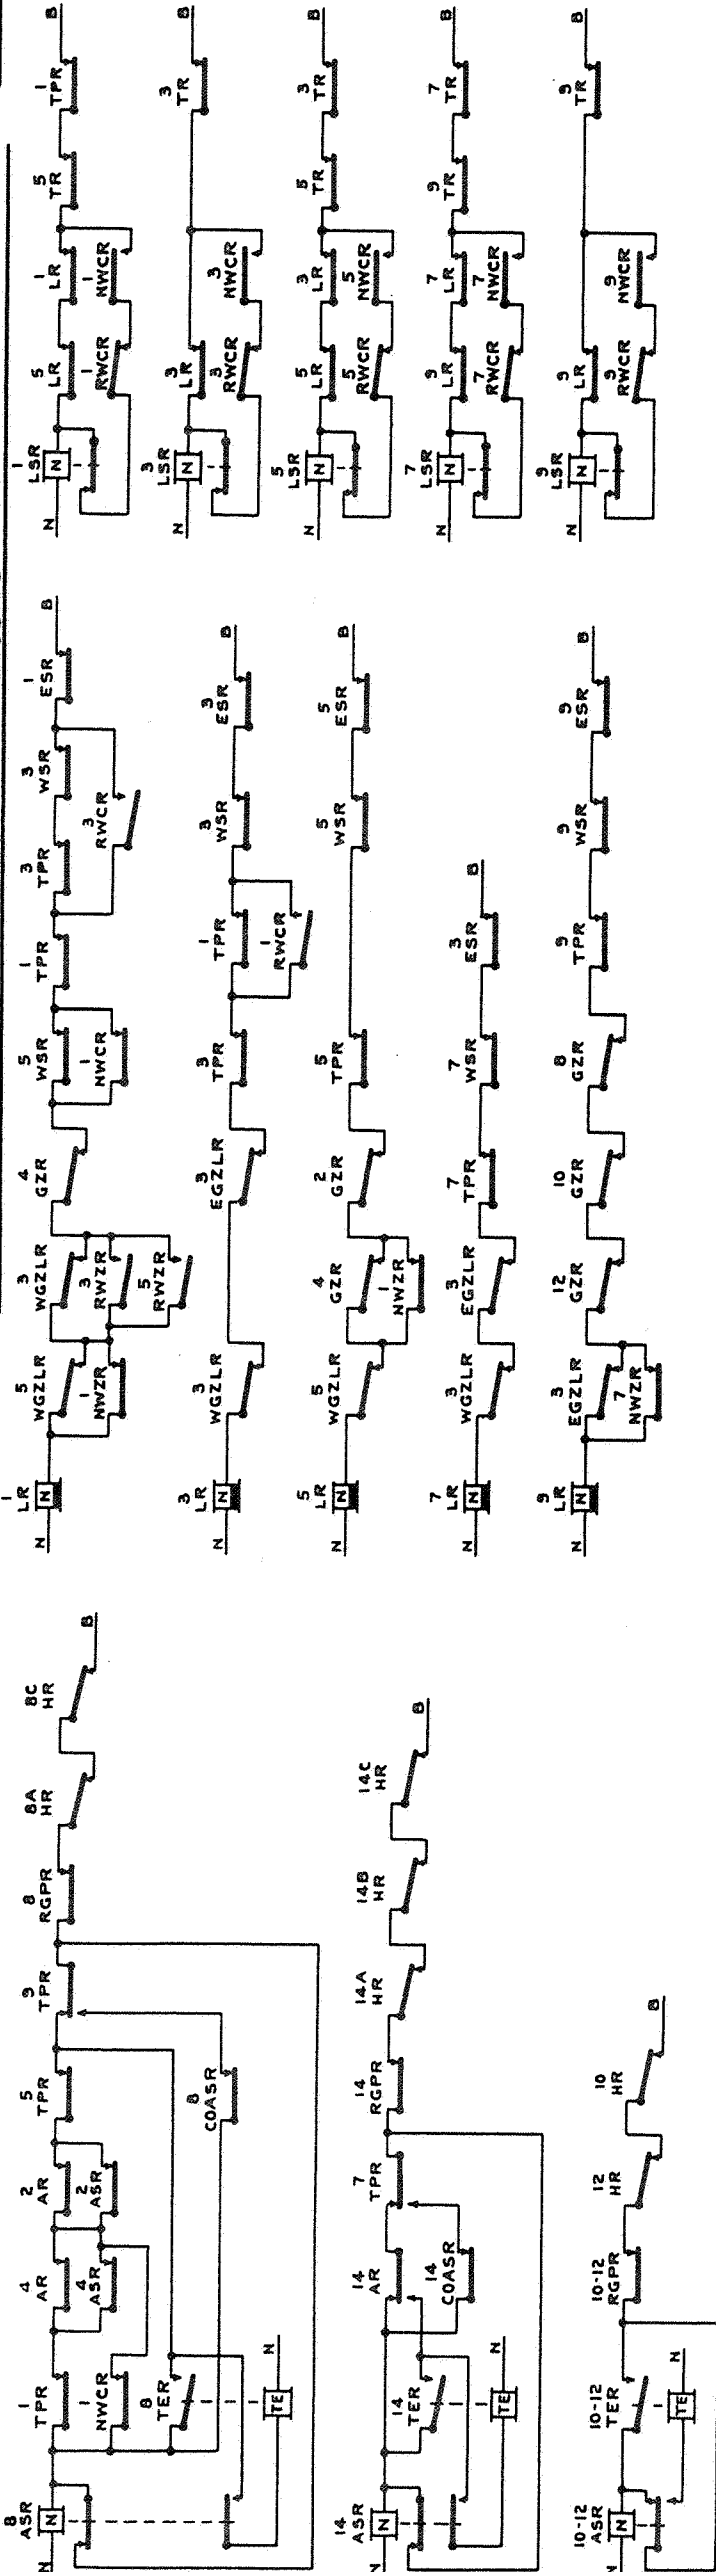 8
ASR
1
TPR
4
AR
2
AR
5
TPR
9
TPR
8
RGPR
8A
HR
8C
HR
N
N
B
1
NWCR
4
ASR
2
ASR
8
TER
8
COASR
TE
N
14
ASR
14
AR
7
TPR
14
RGPR
14A
HR
14B
HR
14C
HR
N
N
B
14
TER
14
COASR
TE
N
10-12
ASR
10-12
TER
10-12
RGPR
12
HR
10
HR
N
N
B
TE
N
1
LR
5
WGZLR
3
WGZLR
4
GZR
5
WSR
1
TPR
3
TPR
3
WSR
1
ESR
N
N
B
1
NWZR
3
RWZR
5
RWZR
1
NWCR
3
RWCR
3
LR
3
WGZLR
3
EGZLR
3
TPR
1
TPR
3
WSR
3
ESR
N
N
B
1
RWCR
5
LR
5
WGZLR
4
GZR
2
GZR
5
TPR
5
WSR
5
ESR
N
N
B
1
NWZR
7
LR
3
WGZLR
3
EGZLR
7
TPR
7
WSR
3
ESR
N
N
B
9
LR
3
EGZLR
12
GZR
10
GZR
8
GZR
9
TPR
9
WSR
9
ESR
N
N
B
7
NWZR
1
LSR
5
LR
1
LR
5
TR
1
TPR
N
N
B
1
RWCR
1
NWCR
3
LSR
3
LR
3
TR
N
N
B
3
RWCR
3
NWCR
5
LSR
5
LR
3
LR
5
TR
3
TR
N
N
B
5
RWCR
5
NWCR
7
LSR
9
LR
7
LR
9
TR
7
TR
N
N
B
7
RWCR
7
NWCR
9
LSR
9
LR
9
TR
N
N
B
9
RWCR
9
NWCR